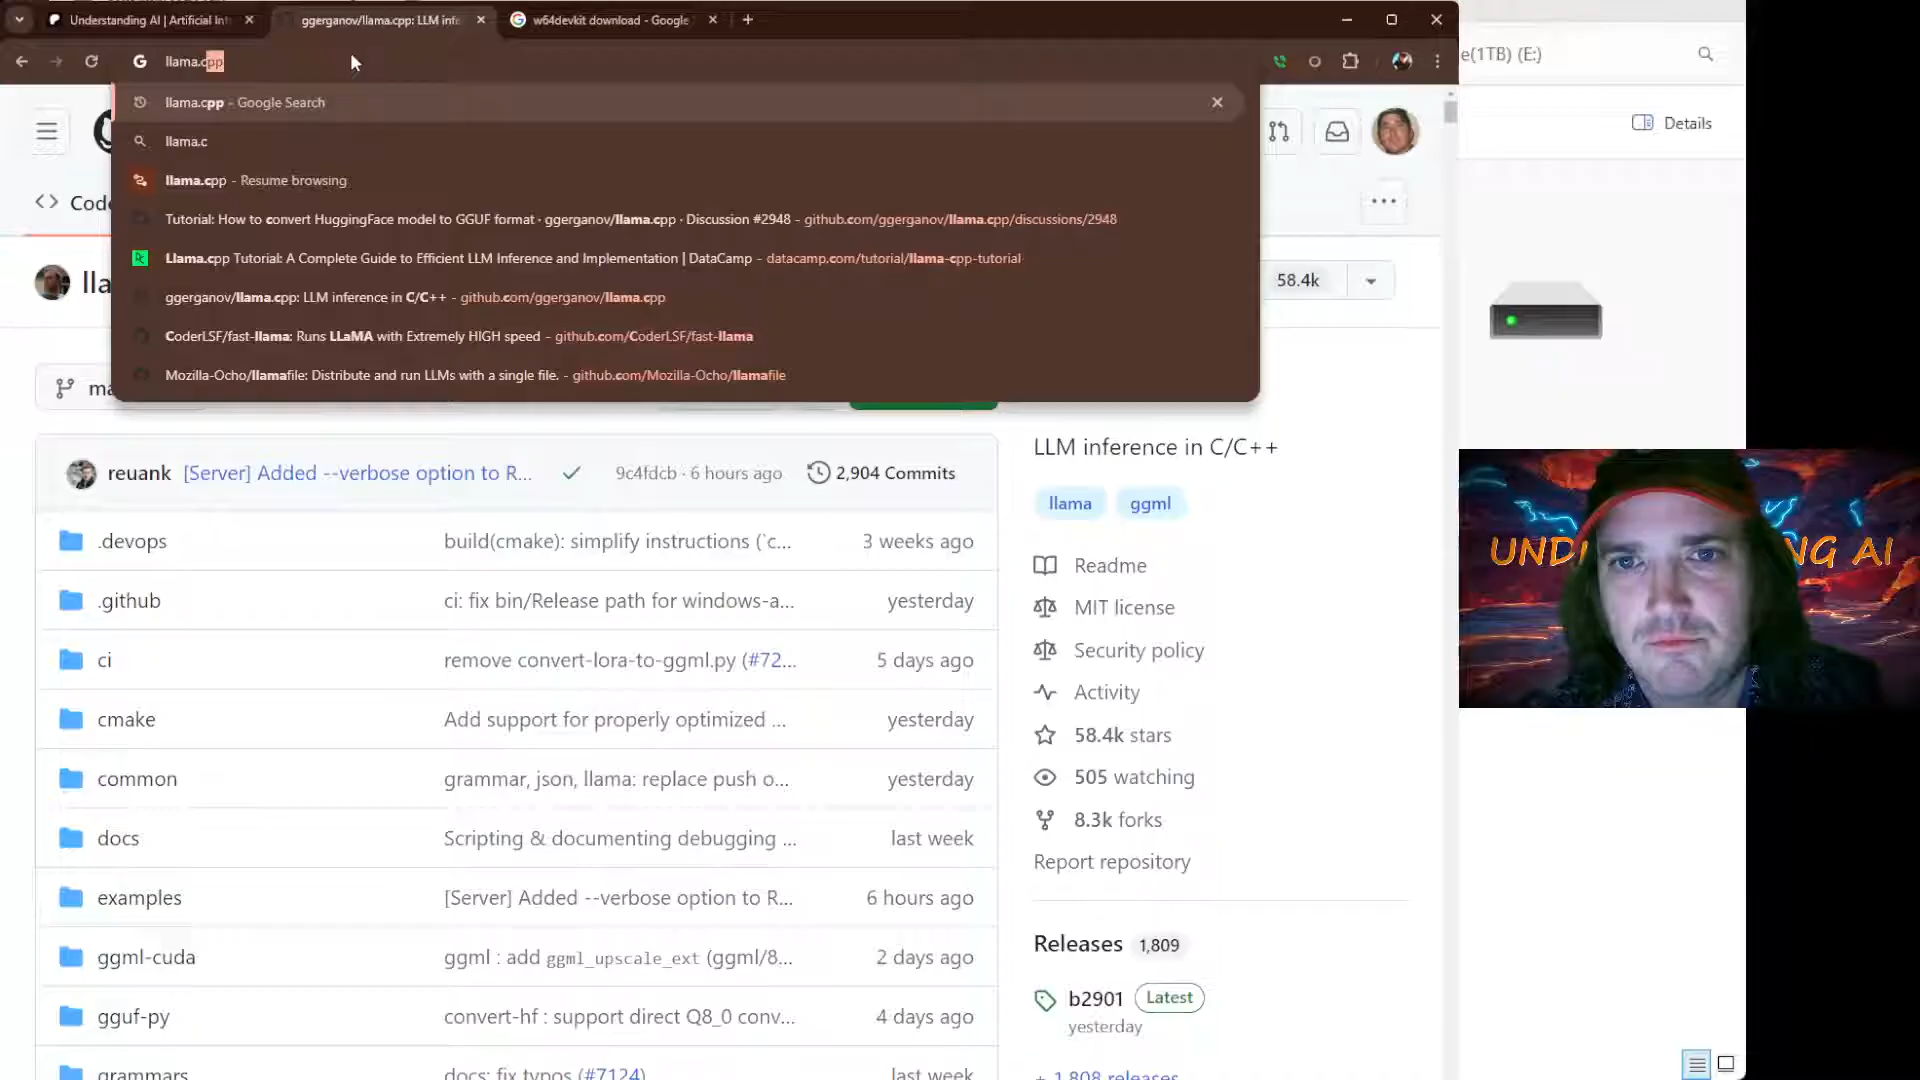 Understanding AI | Artificial Int
ggerganov/llama.cpp: LLM infe
w64devkit download - Google
llama.cpp
e(1TB) (E:)
llama.cpp - Google Search
llama.c
llama.cpp - Resume browsing
Tutorial: How to convert HuggingFace model to GGUF format · ggerganov/llama.cpp · Discussion #2948 - github.com/ggerganov/llama.cpp/discussions/2948
Llama.cpp Tutorial: A Complete Guide to Efficient LLM Inference and Implementation | DataCamp - datacamp.com/tutorial/llama-cpp-tutorial
ggerganov/llama.cpp: LLM inference in C/C++ - github.com/ggerganov/llama.cpp
CoderLSF/fast-llama: Runs LLaMA with Extremely HIGH speed - github.com/CoderLSF/fast-llama
Mozilla-Ocho/llamafile: Distribute and run LLMs with a single file. - github.com/Mozilla-Ocho/llamafile
Details
Code
lla
58.4k
ma
reuank [Server] Added --verbose option to R... 9c4fdcb · 6 hours ago 2,904 Commits
.devops build(cmake): simplify instructions (`c... 3 weeks ago
.github ci: fix bin/Release path for windows-a... yesterday
ci remove convert-lora-to-ggml.py (#72... 5 days ago
cmake Add support for properly optimized ... yesterday
common grammar, json, llama: replace push o... yesterday
docs Scripting & documenting debugging ... last week
examples [Server] Added --verbose option to R... 6 hours ago
ggml-cuda ggml : add ggml_upscale_ext (ggml/8... 2 days ago
gguf-py convert-hf : support direct Q8_0 conv... 4 days ago
grammars docs: fix typos (#7124) last week
LLM inference in C/C++
llama ggml
Readme
MIT license
Security policy
Activity
58.4k stars
505 watching
8.3k forks
Report repository
Releases 1,809
b2901 Latest
yesterday
+ 1,808 releases
UND NG AI